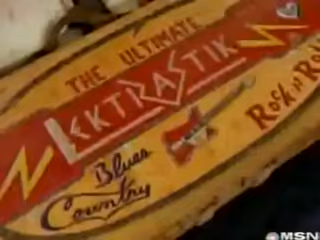 THE ULTIMATE
LEKTRASTIK
Blues
Country
Rock n Roll
MSN